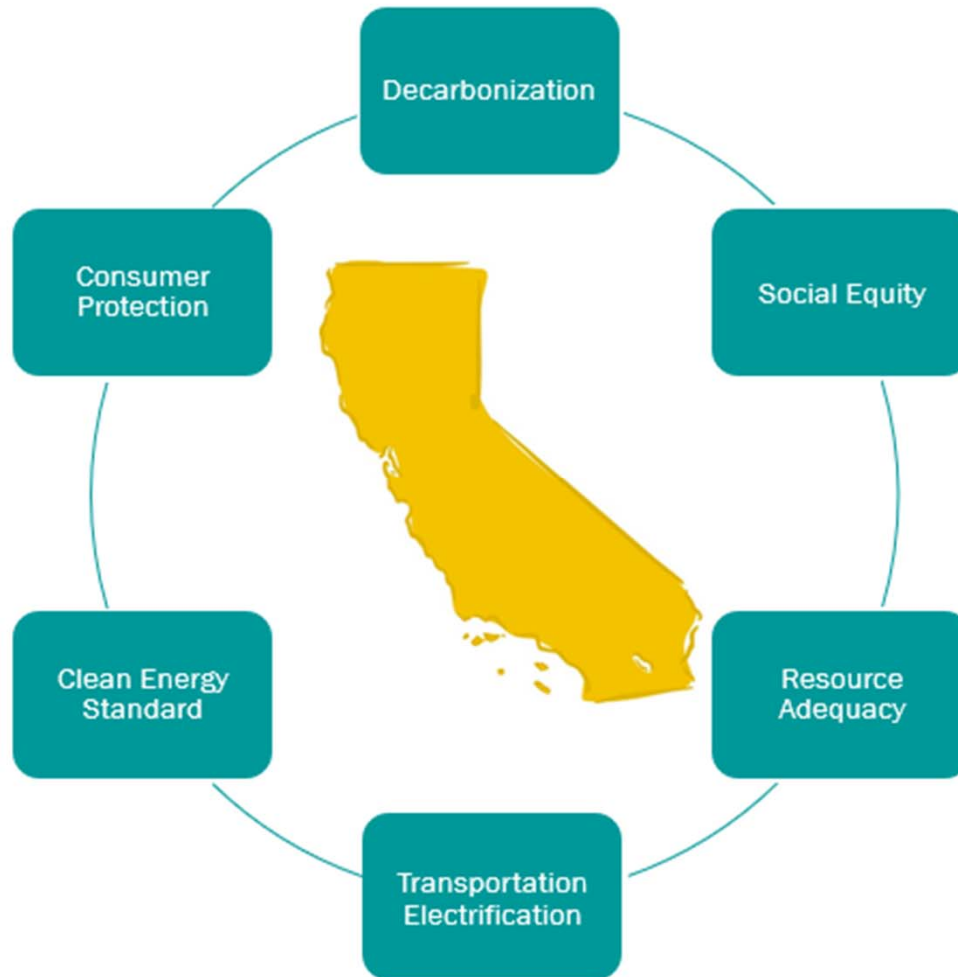 Decarbonization
Social Equity
Resource
Adequacy
Transportation
Electrification
Clean Energy
Standard
Consumer
Protection